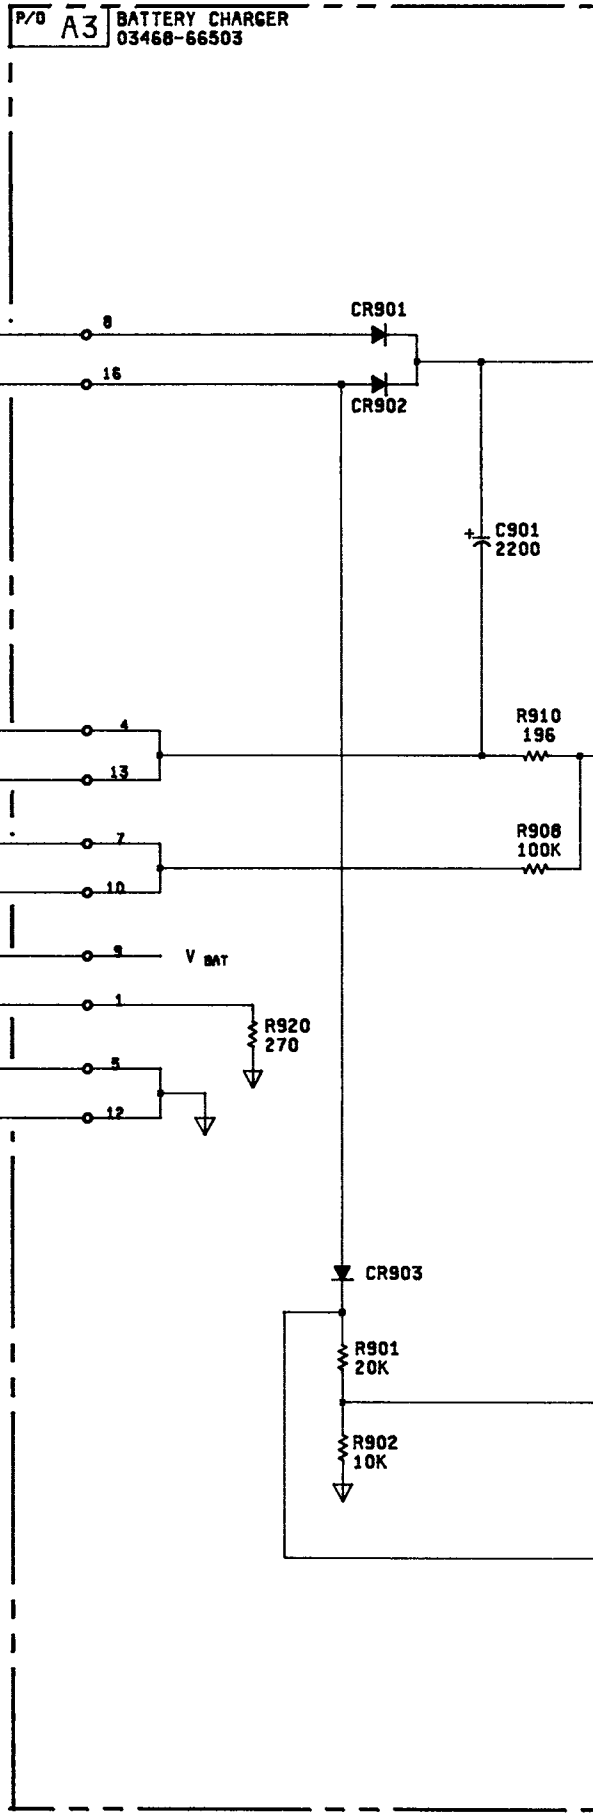 P/O A3 BATTERY CHARGER
03468-66503
CR901
8
16
CR902
+ C901
2200
4
R910
196
13
R908
100K
7
10
9 V BAT
1
R920
270
5
12
CR903
R901
20K
R902
10K